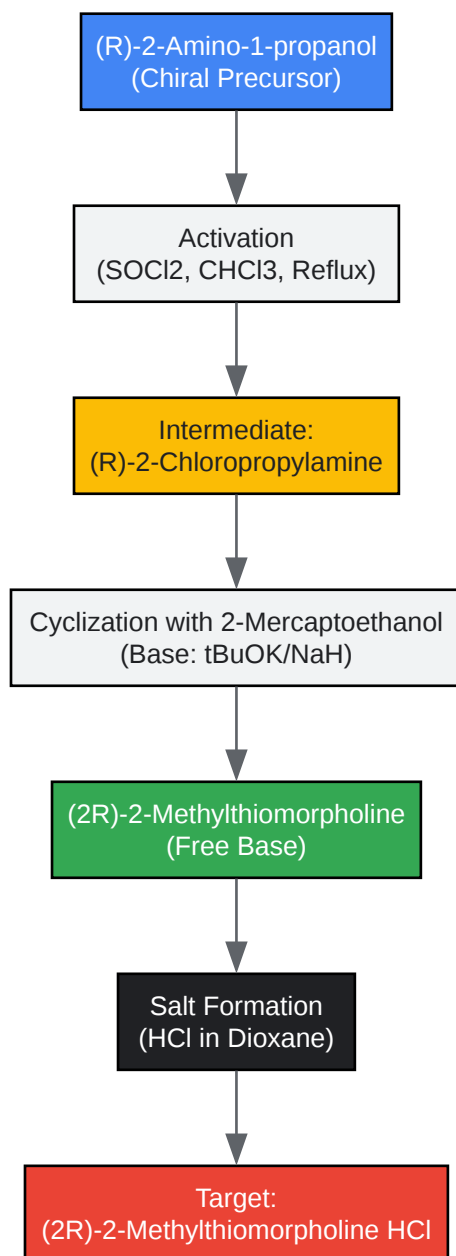 (R)-2-Amino-1-propanol
(Chiral Precursor)
Activation
(SOCl2, CHCl3, Reflux)
Intermediate:
(R)-2-Chloropropylamine
Cyclization with 2-Mercaptoethanol
(Base: tBuOK/NaH)
(2R)-2-Methylthiomorpholine
(Free Base)
Salt Formation
(HCl in Dioxane)
Target:
(2R)-2-Methylthiomorpholine HCl